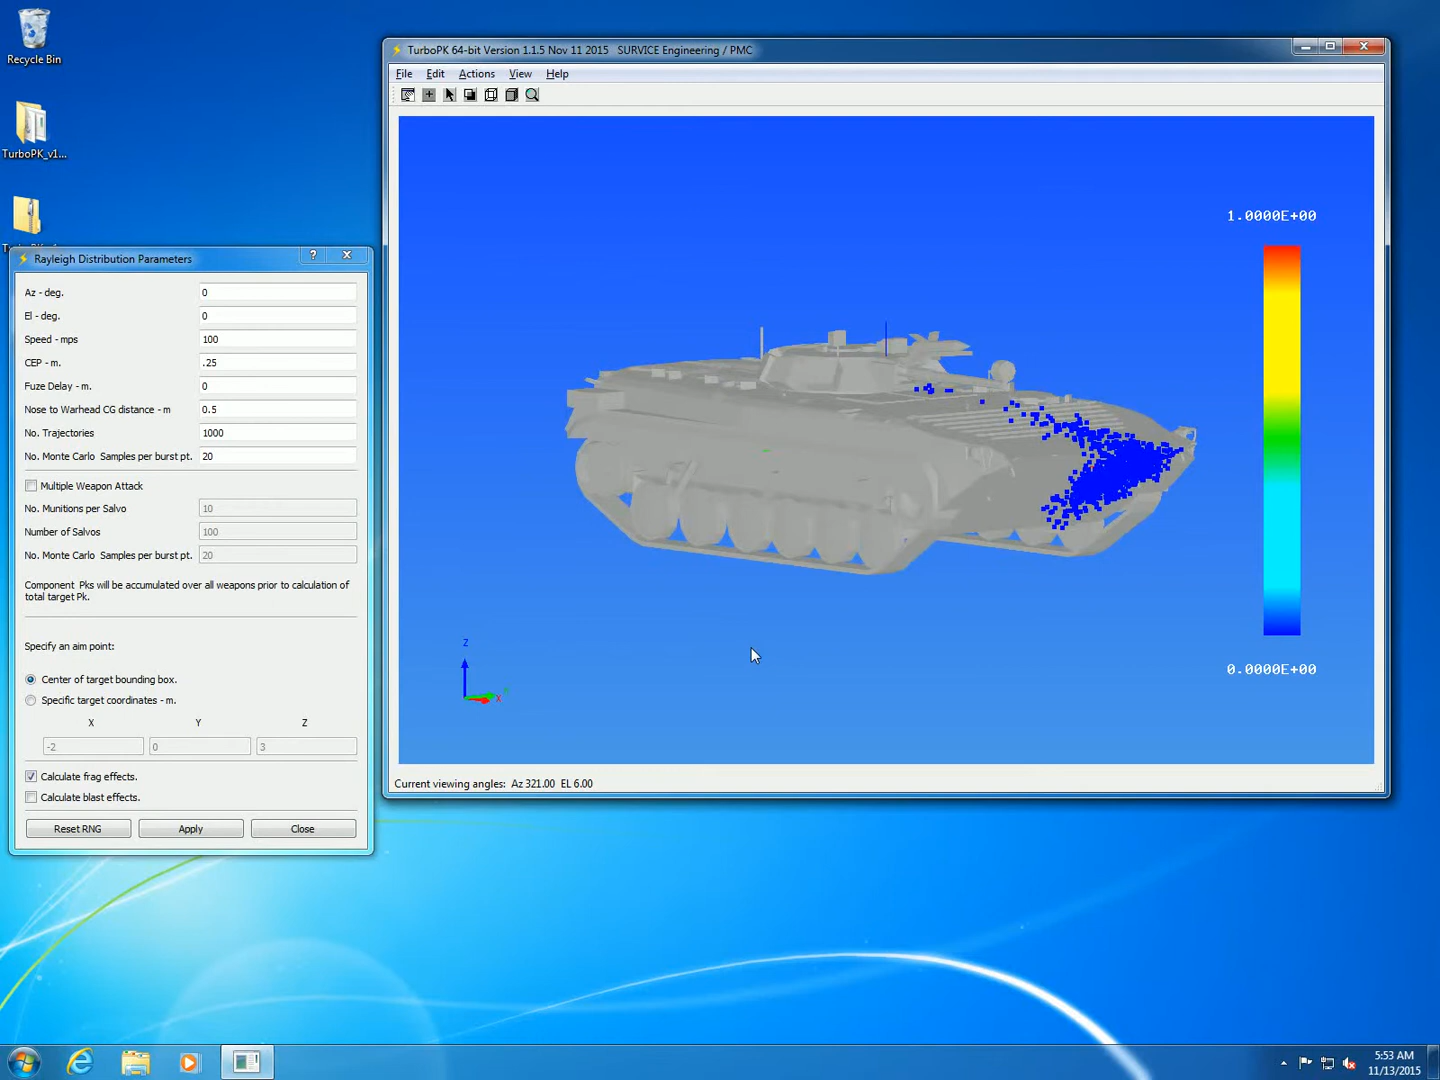 Recycle Bin
TurboPK_v1...
TurboPK 64-bit Version 1.1.5 Nov 11 2015 SURVICE Engineering / PMC
File Edit Actions View Help
Rayleigh Distribution Parameters
?
Az - deg. 0
El - deg. 0
Speed - mps 100
CEP - m. .25
Fuze Delay - m. 0
Nose to Warhead CG distance - m 0.5
No. Trajectories 1000
No. Monte Carlo Samples per burst pt. 20
Multiple Weapon Attack
No. Munitions per Salvo 10
Number of Salvos 100
No. Monte Carlo Samples per burst pt. 20
Component Pks will be accumulated over all weapons prior to calculation of
total target Pk.
Specify an aim point:
Center of target bounding box.
Specific target coordinates - m.
X Y Z
-2 0 3
Calculate frag effects.
Calculate blast effects.
Reset RNG Apply Close
1.0000E+00
0.0000E+00
Z
X
Current viewing angles: Az 321.00 EL 6.00
5:53 AM
11/13/2015